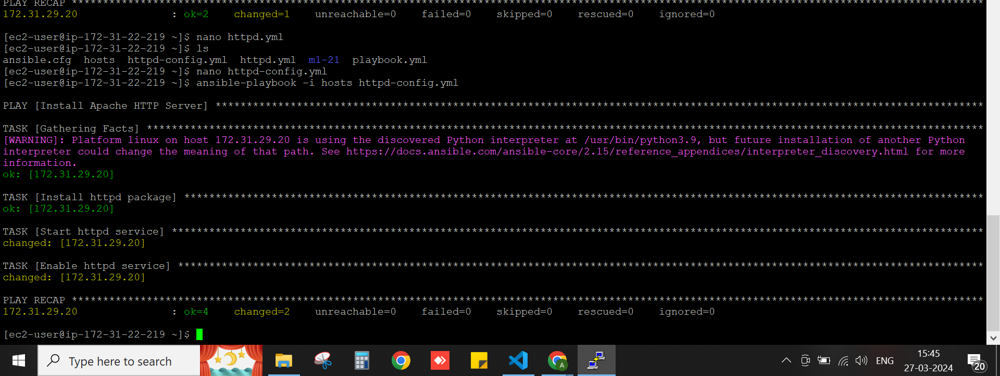 PLAY RECAP ****************************************************************************************************************************************************
172.31.29.20               : ok=2    changed=1    unreachable=0    failed=0    skipped=0    rescued=0    ignored=0
[ec2-user@ip-172-31-22-219 ~]$ nano httpd.yml
[ec2-user@ip-172-31-22-219 ~]$ ls
ansible.cfg  hosts  httpd-config.yml  httpd.yml  m1-21  playbook.yml
[ec2-user@ip-172-31-22-219 ~]$ nano httpd-config.yml
[ec2-user@ip-172-31-22-219 ~]$ ansible-playbook -i hosts httpd-config.yml
PLAY [Install Apache HTTP Server] *****************************************************************************************************************************
TASK [Gathering Facts] ****************************************************************************************************************************************
[WARNING]: Platform linux on host 172.31.29.20 is using the discovered Python interpreter at /usr/bin/python3.9, but future installation of another Python
interpreter could change the meaning of that path. See https://docs.ansible.com/ansible-core/2.15/reference_appendices/interpreter_discovery.html for more
information.
ok: [172.31.29.20]
TASK [Install httpd package] **********************************************************************************************************************************
ok: [172.31.29.20]
TASK [Start httpd service] ************************************************************************************************************************************
changed: [172.31.29.20]
TASK [Enable httpd service] ***********************************************************************************************************************************
changed: [172.31.29.20]
PLAY RECAP ****************************************************************************************************************************************************
172.31.29.20               : ok=4    changed=2    unreachable=0    failed=0    skipped=0    rescued=0    ignored=0
[ec2-user@ip-172-31-22-219 ~]$
Type here to search
A
ENG
15:45
27-03-2024
20